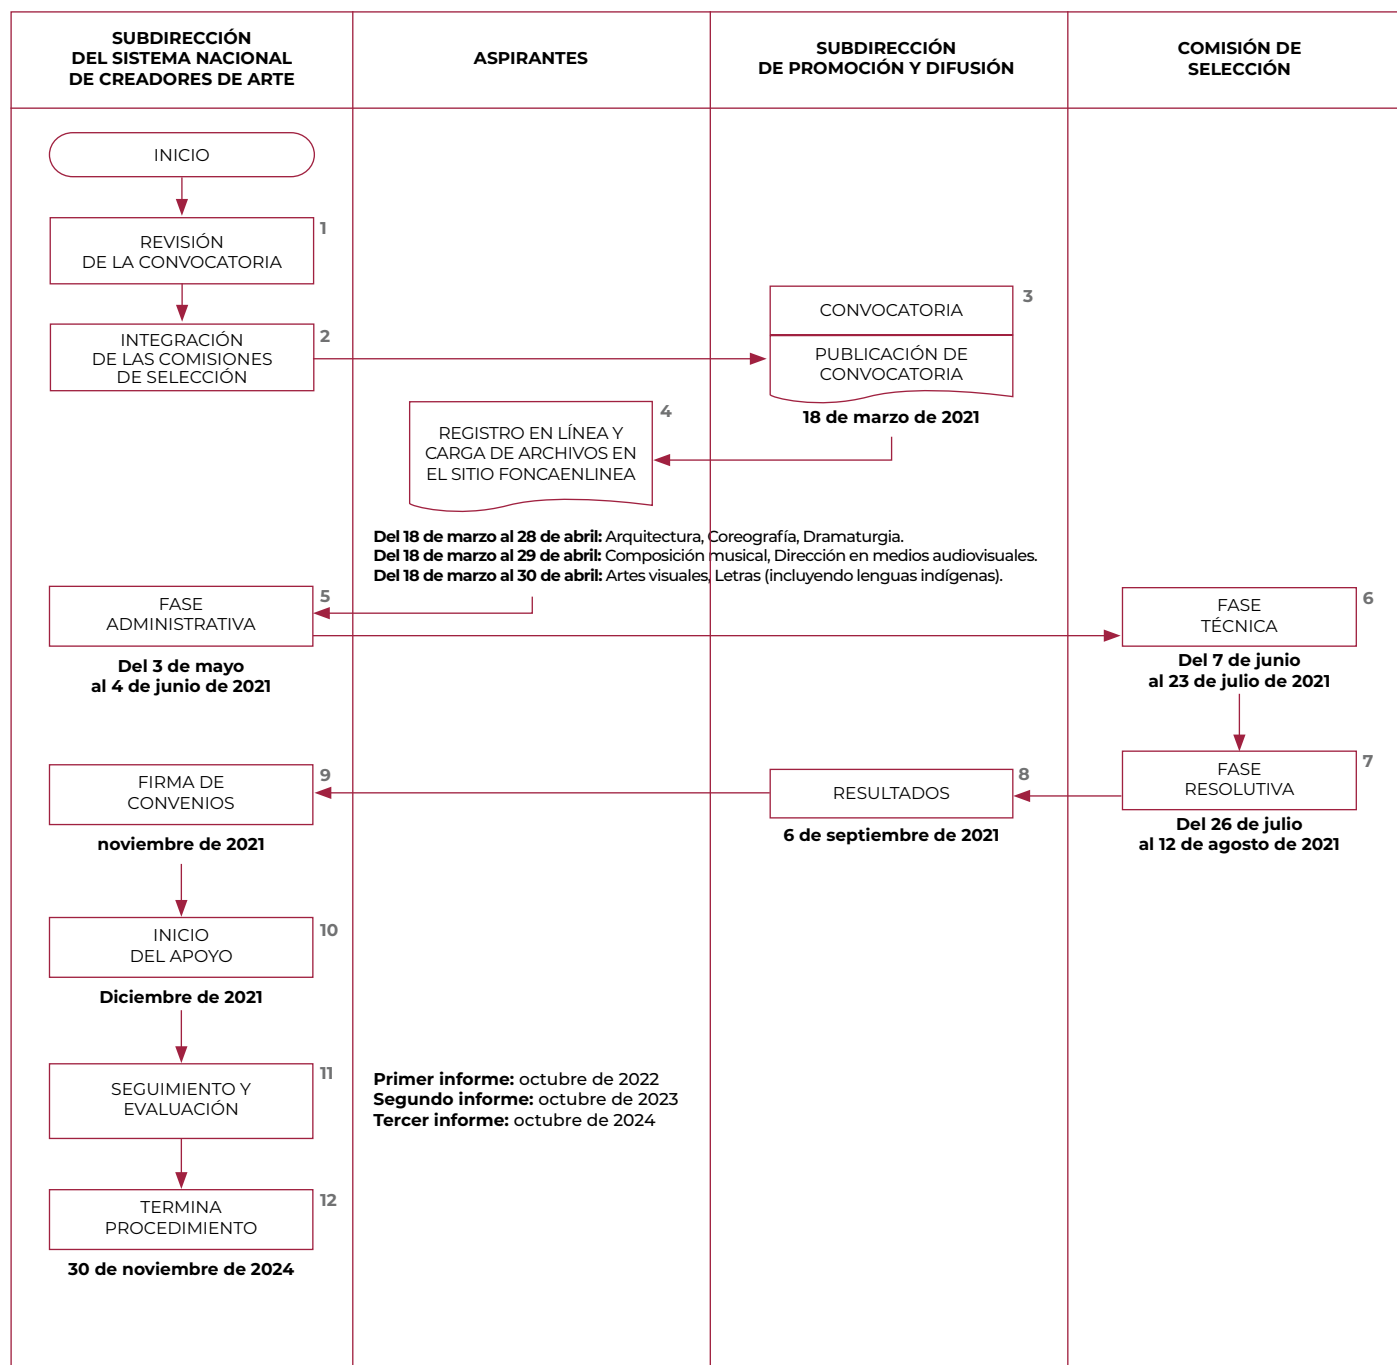 SUBDIRECCIÓN
DEL SISTEMA NACIONAL
DE CREADORES DE ARTE
ASPIRANTES
SUBDIRECCIÓN
DE PROMOCIÓN Y DIFUSIÓN
COMISIÓN DE
SELECCIÓN
INICIO
1
REVISIÓN
DE LA CONVOCATORIA
2
INTEGRACIÓN
DE LAS COMISIONES
DE SELECCIÓN
3
CONVOCATORIA
PUBLICACIÓN DE
CONVOCATORIA
18 de marzo de 2021
4
REGISTRO EN LÍNEA Y
CARGA DE ARCHIVOS EN
EL SITIO FONCAENLINEA
Del 18 de marzo al 28 de abril: Arquitectura, Coreografía, Dramaturgia.
Del 18 de marzo al 29 de abril: Composición musical, Dirección en medios audiovisuales.
Del 18 de marzo al 30 de abril: Artes visuales, Letras (incluyendo lenguas indígenas).
5
FASE
ADMINISTRATIVA
Del 3 de mayo
al 4 de junio de 2021
6
FASE
TÉCNICA
Del 7 de junio
al 23 de julio de 2021
7
FASE
RESOLUTIVA
Del 26 de julio
al 12 de agosto de 2021
8
RESULTADOS
6 de septiembre de 2021
9
FIRMA DE
CONVENIOS
noviembre de 2021
10
INICIO
DEL APOYO
Diciembre de 2021
11
SEGUIMIENTO Y
EVALUACIÓN
Primer informe: octubre de 2022
Segundo informe: octubre de 2023
Tercer informe: octubre de 2024
12
TERMINA
PROCEDIMIENTO
30 de noviembre de 2024